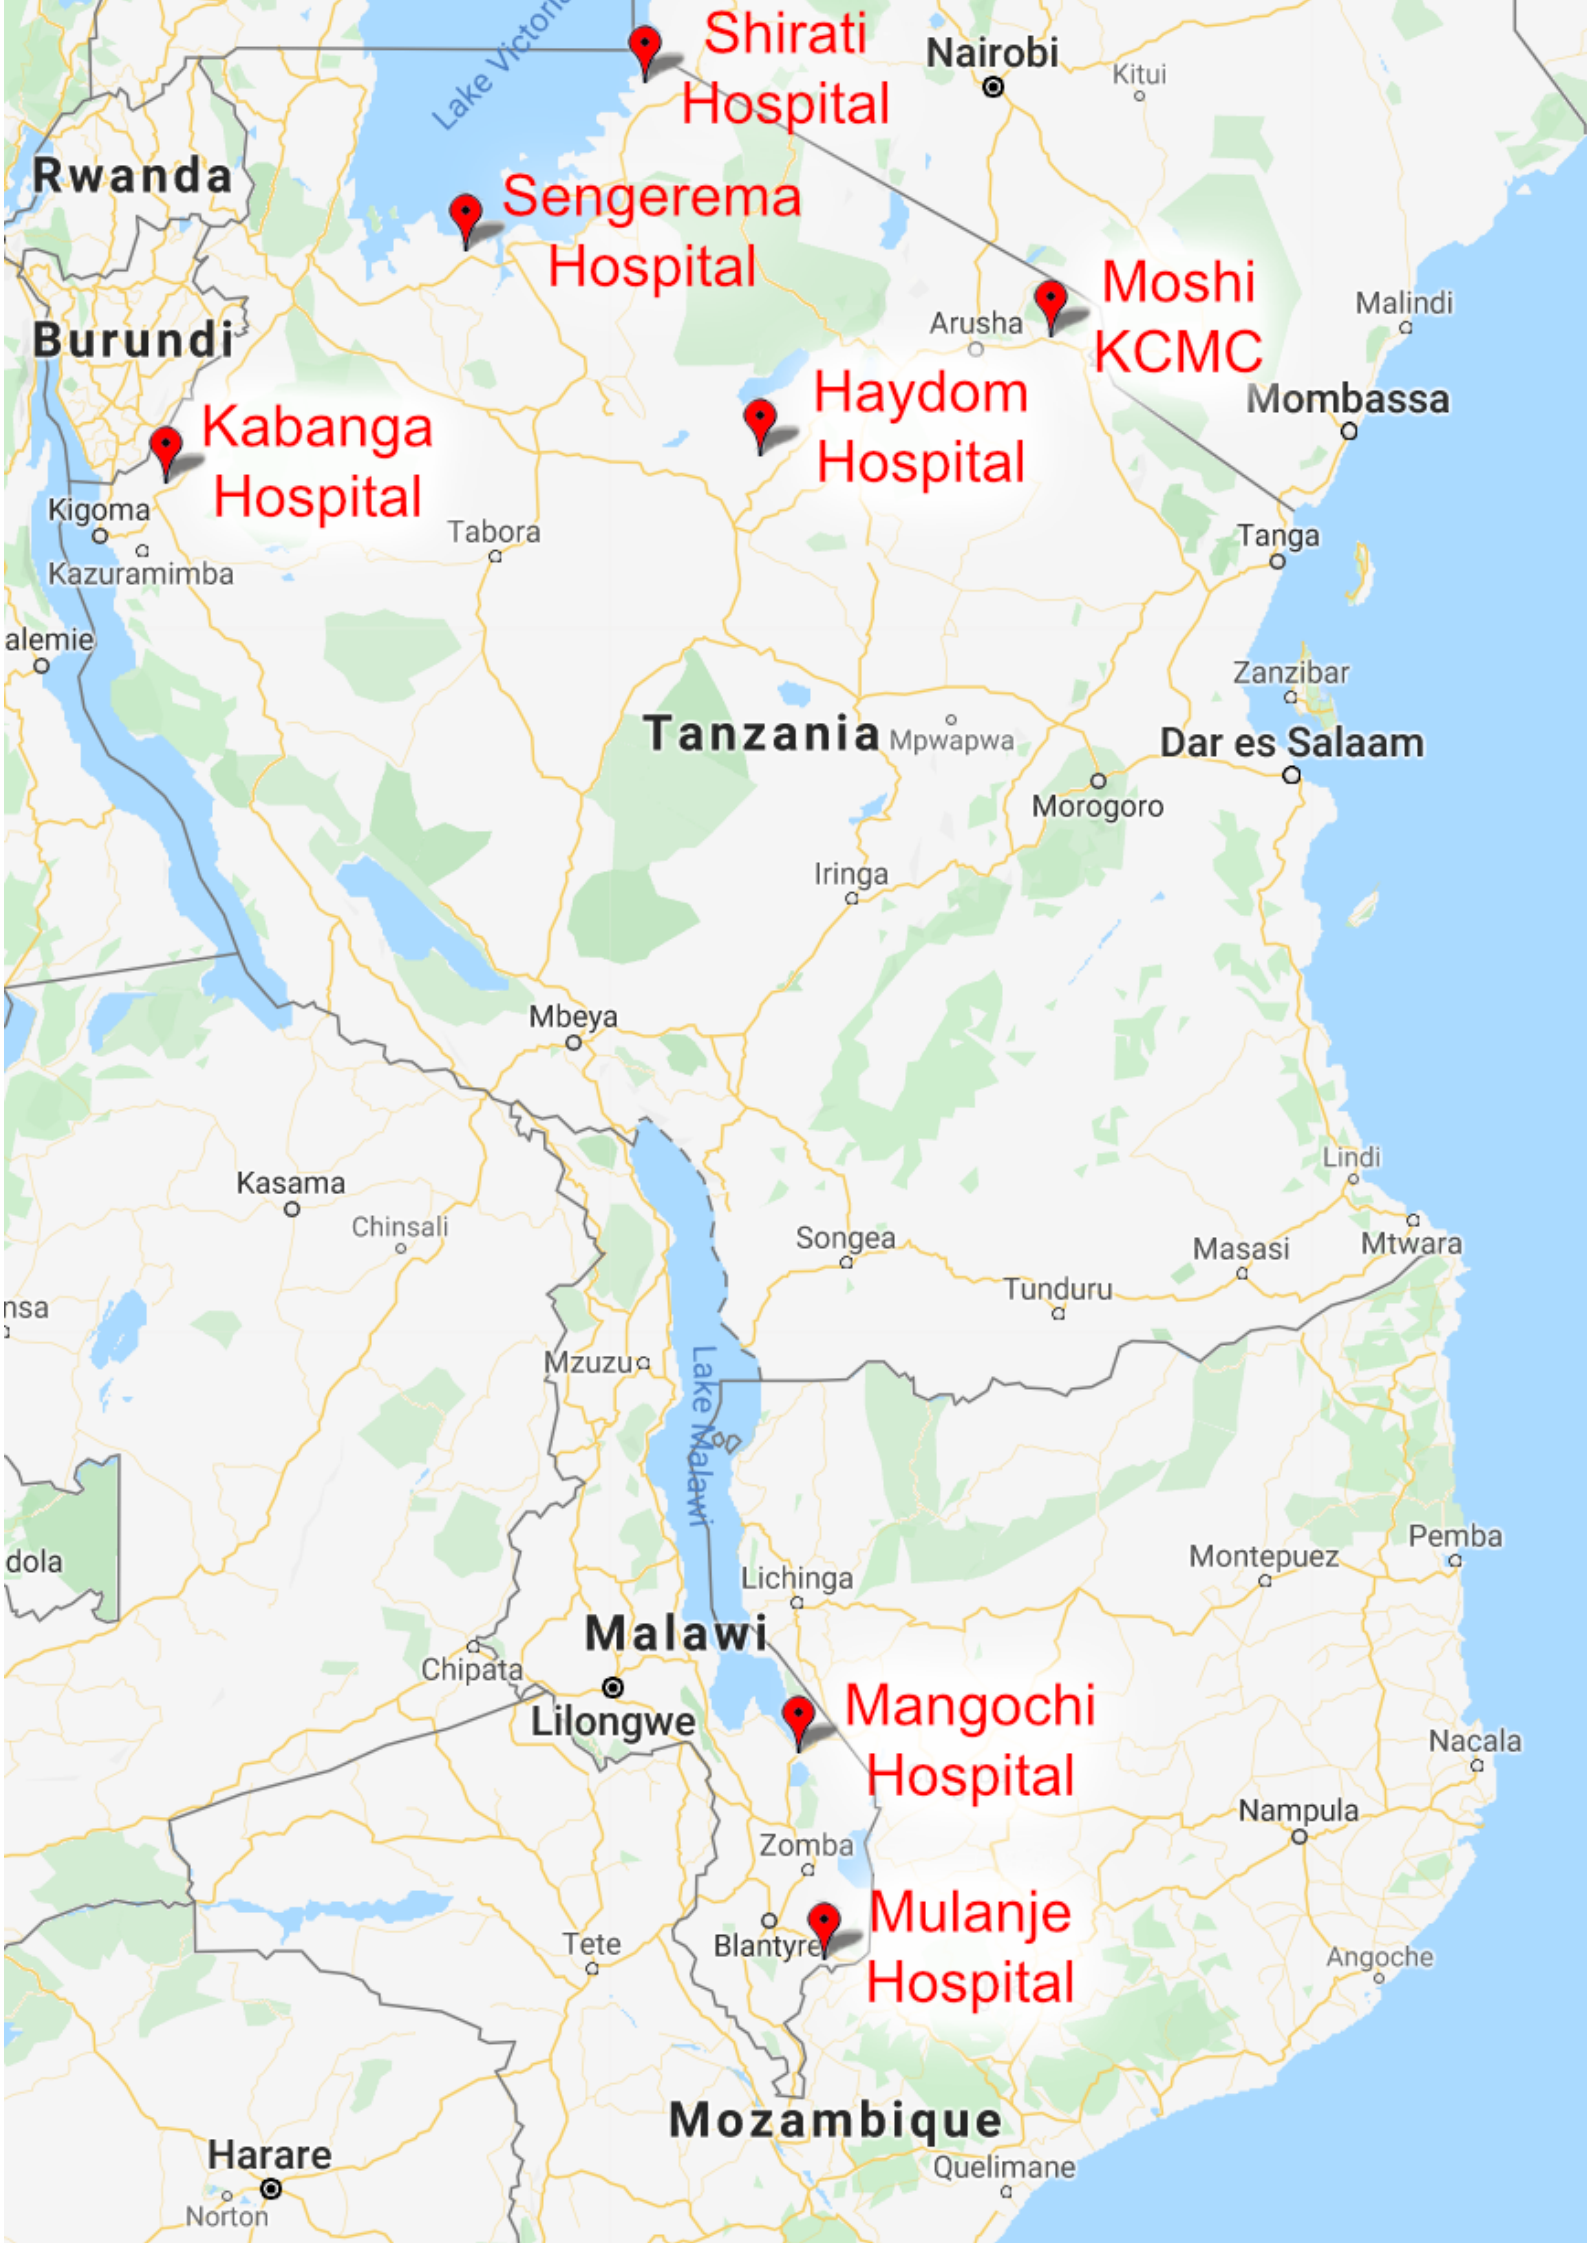 Lake Victoria
Shirati
Hospital
Nairobi
Kitui
Rwanda
Sengerema
Hospital
Burundi
Moshi
KCMC
Arusha
Malindi
Haydom
Hospital
Mombassa
Kabanga
Hospital
Kigoma
Kazuramimba
Tabora
Tanga
alemie
Zanzibar
Tanzania
Mpwapwa
Dar es Salaam
Morogoro
Iringa
Mbeya
Kasama
Chinsali
Lindi
Songea
Masasi
Mtwara
Tunduru
nsa
Mzuzu
Lake Malawi
dola
Pemba
Montepuez
Lichinga
Malawi
Chipata
Lilongwe
Mangochi
Hospital
Nacala
Nampula
Zomba
Mulanje
Hospital
Blantyre
Tete
Angoche
Mozambique
Harare
Quelimane
Norton